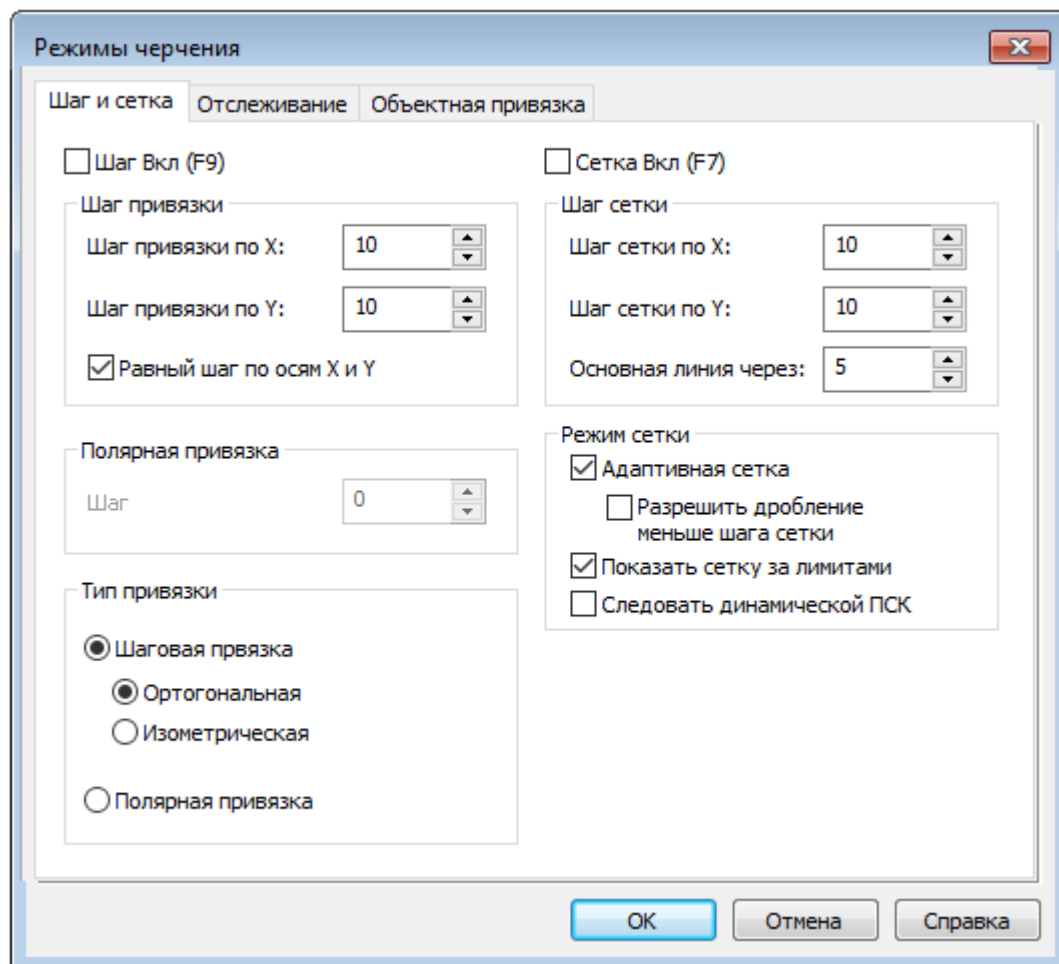 Режимы черчения
Шаг и сетка
Отслеживание
Объектная привязка
Шаг Вкл (F9)
Шаг привязки
Шаг привязки по X:
10
Шаг привязки по Y:
10
Равный шаг по осям X и Y
Полярная привязка
Шаг
0
Тип привязки
Шаговая првязка
Ортогональная
Изометрическая
Полярная привязка
Сетка Вкл (F7)
Шаг сетки
Шаг сетки по X:
10
Шаг сетки по Y:
10
Основная линия через:
5
Режим сетки
Адаптивная сетка
Разрешить дробление
меньше шага сетки
Показать сетку за лимитами
Следовать динамической ПСК
OK
Отмена
Справка